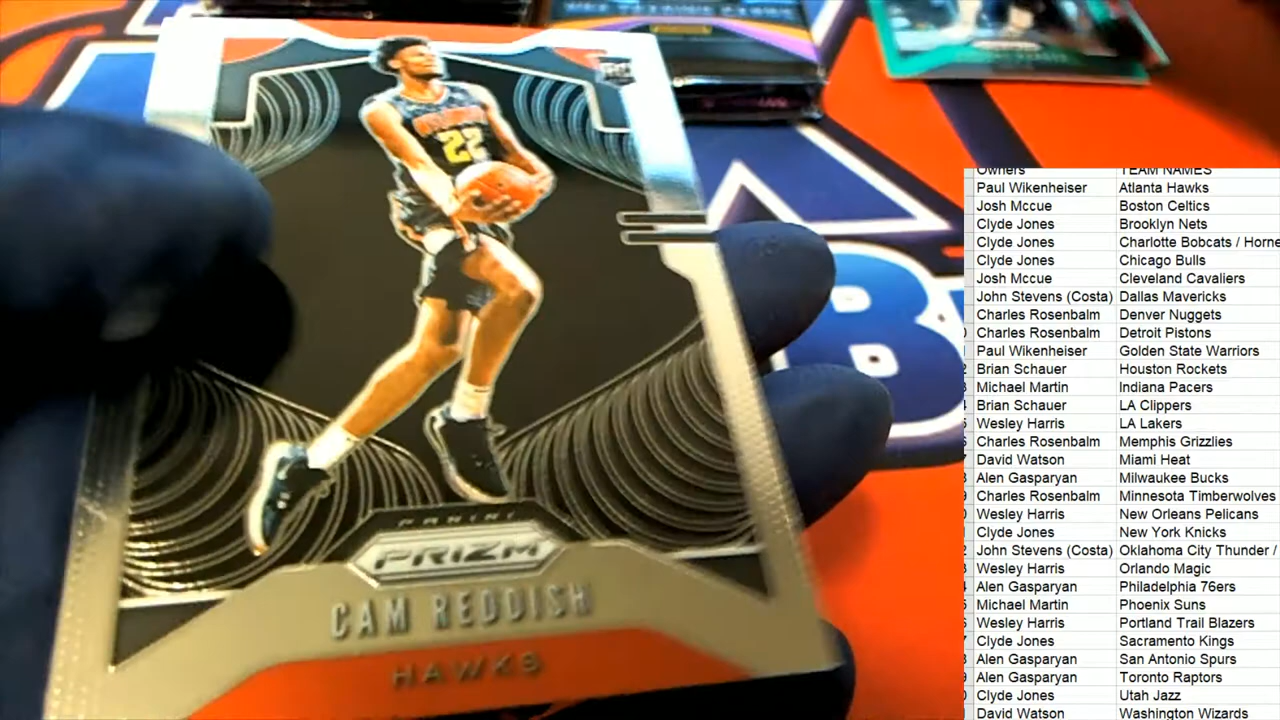 RC
22
PANINI
PRIZM
CAM REDDISH
HAWKS
Owners TEAM NAMES
Paul Wikenheiser Atlanta Hawks
Josh Mccue Boston Celtics
Clyde Jones Brooklyn Nets
Clyde Jones Charlotte Bobcats / Horne
Clyde Jones Chicago Bulls
Josh Mccue Cleveland Cavaliers
John Stevens (Costa) Dallas Mavericks
Charles Rosenbalm Denver Nuggets
Charles Rosenbalm Detroit Pistons
Paul Wikenheiser Golden State Warriors
Brian Schauer Houston Rockets
Michael Martin Indiana Pacers
Brian Schauer LA Clippers
Wesley Harris LA Lakers
Charles Rosenbalm Memphis Grizzlies
David Watson Miami Heat
Alen Gasparyan Milwaukee Bucks
Charles Rosenbalm Minnesota Timberwolves
Wesley Harris New Orleans Pelicans
Clyde Jones New York Knicks
John Stevens (Costa) Oklahoma City Thunder /
Wesley Harris Orlando Magic
Alen Gasparyan Philadelphia 76ers
Michael Martin Phoenix Suns
Wesley Harris Portland Trail Blazers
Clyde Jones Sacramento Kings
Alen Gasparyan San Antonio Spurs
Alen Gasparyan Toronto Raptors
Clyde Jones Utah Jazz
David Watson Washington Wizards